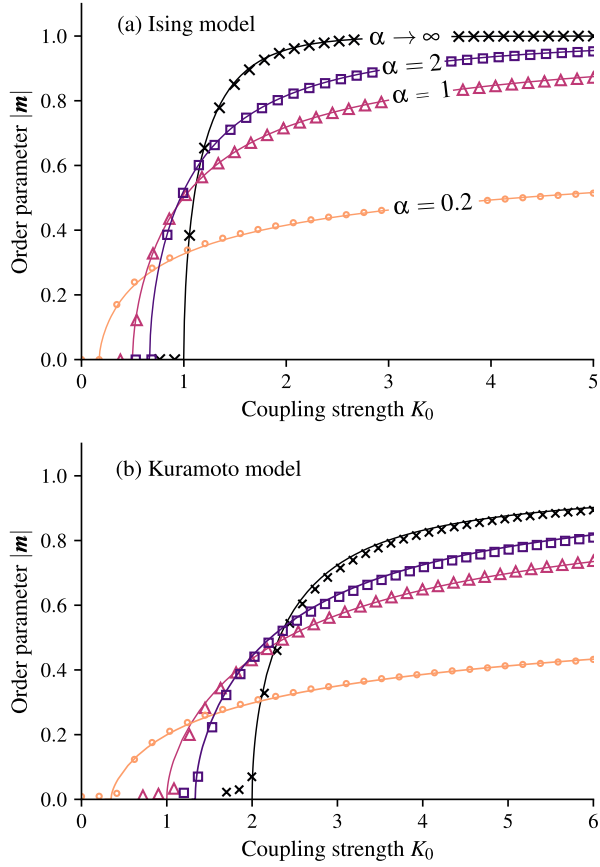 (a) Ising model
1.0
0.8
0.6
0.4
0.2
0.0
Order parameter |m|
α → ∞
α = 2
α = 1
α = 0.2
0 1 2 3 4 5
Coupling strength K₀
(b) Kuramoto model
1.0
0.8
0.6
0.4
0.2
0.0
Order parameter |m|
0 1 2 3 4 5 6
Coupling strength K₀